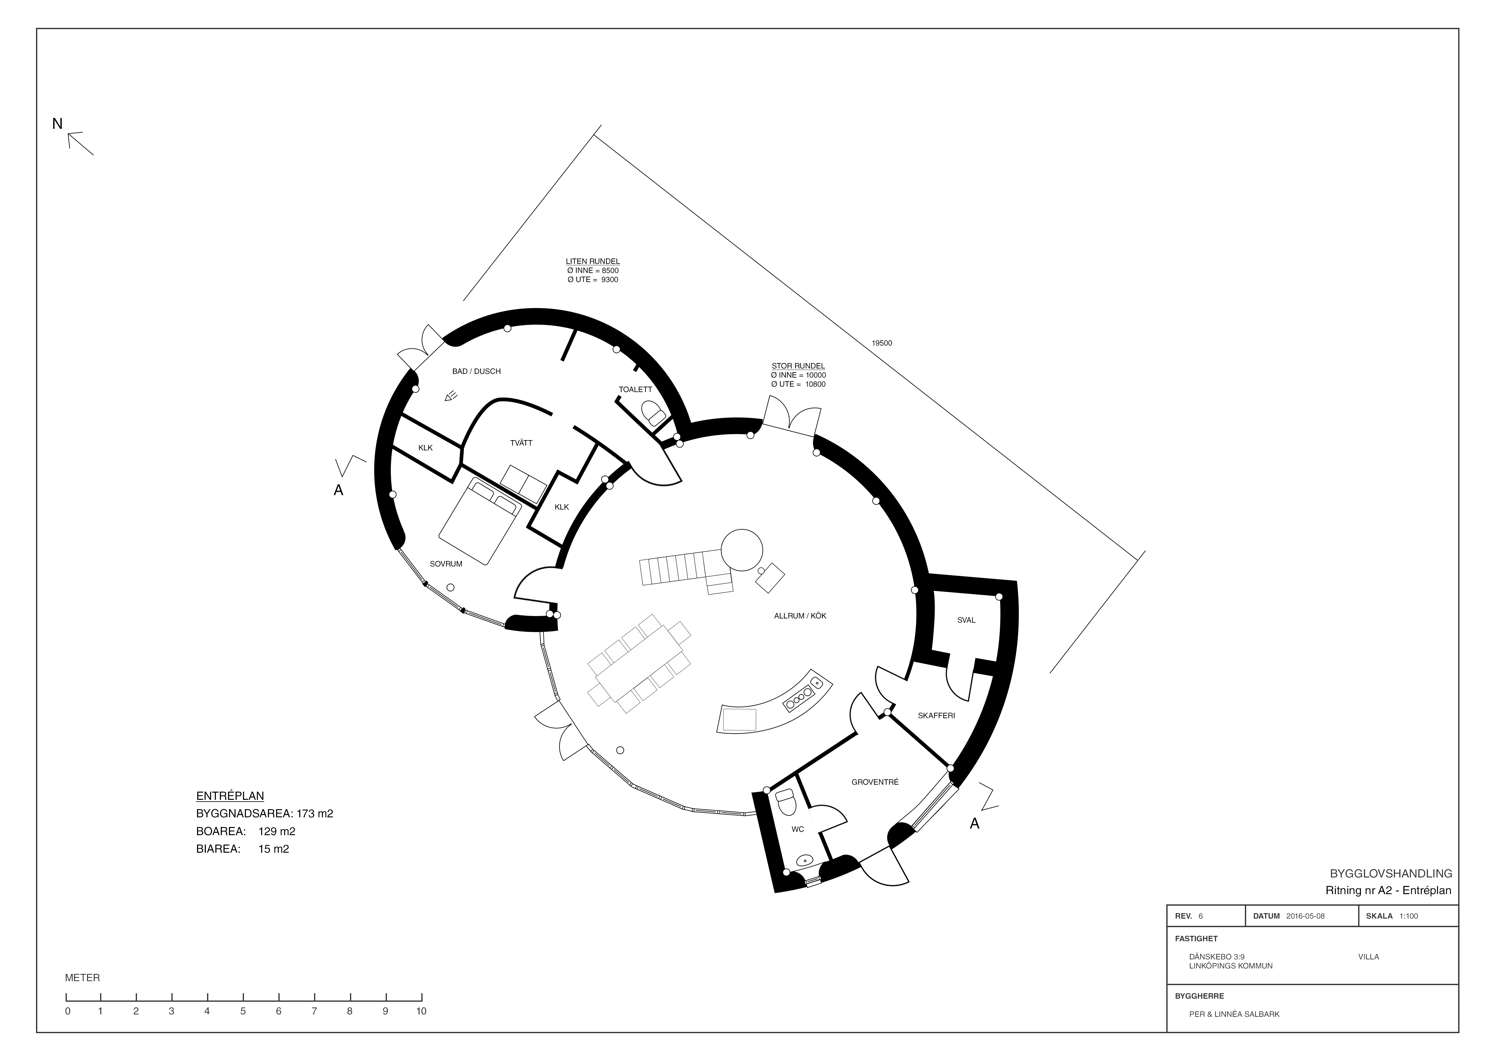 N
LITEN RUNDEL
Ø INNE = 8500
Ø UTE = 9300
19500
STOR RUNDEL
Ø INNE = 10000
Ø UTE = 10800
BAD / DUSCH
TOALETT
KLK
TVÄTT
A
KLK
SOVRUM
ALLRUM / KÖK
SVAL
SKAFFERI
GROVENTRÉ
WC
A
ENTRÉPLAN
BYGGNADSAREA: 173 m2
BOAREA: 129 m2
BIAREA: 15 m2
BYGGLOVSHANDLING
Ritning nr A2 - Entréplan
REV. 6 DATUM 2016-05-08 SKALA 1:100
FASTIGHET
DÄNSKEBO 3:9 VILLA
LINKÖPINGS KOMMUN
BYGGHERRE
PER & LINNÉA SALBARK
METER
0 1 2 3 4 5 6 7 8 9 10